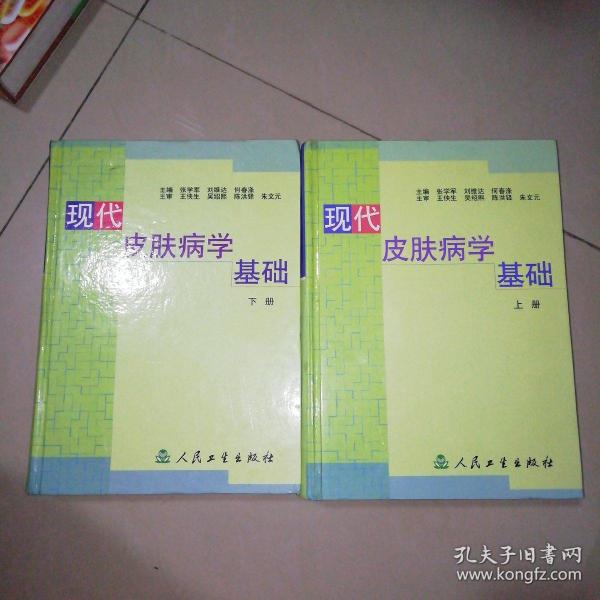 主编 张学军 刘维达 何春涤
主审 王侠生 吴绍熙 陈洪铎 朱文元
现代
皮肤病学
基础
下册
人民卫生出版社
主编 张学军 刘维达 何春涤
主审 王侠生 吴绍熙 陈洪铎 朱文元
现代
皮肤病学
基础
上册
人民卫生出版社
孔夫子旧书网
www.kongfz.com